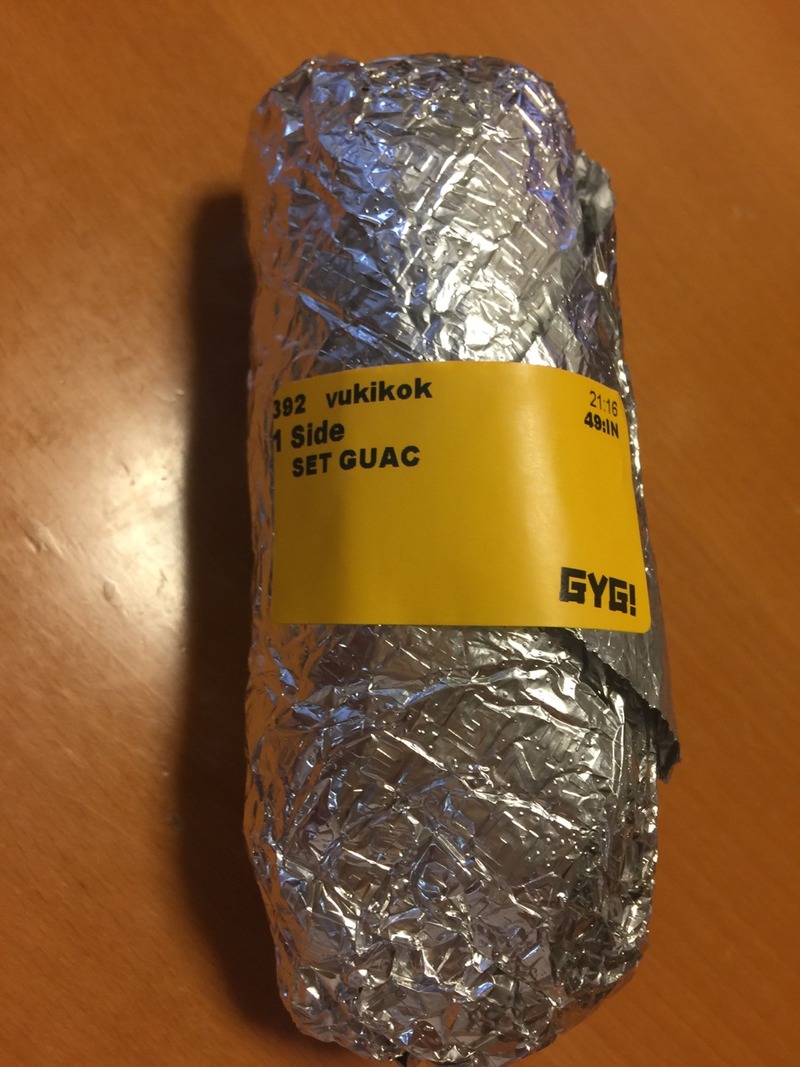 392 vukikok 21:16
1 Side 49:IN
SET GUAC
GYG!